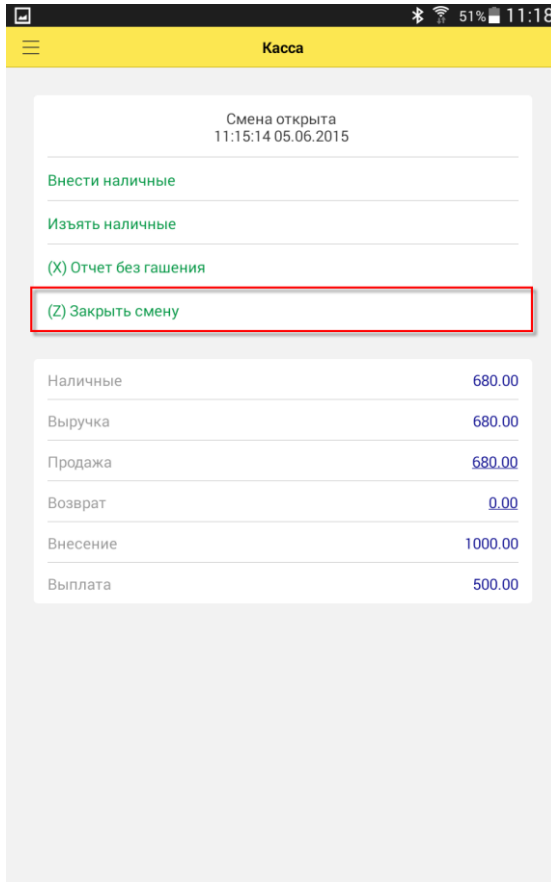 51% 11:18
Касса
Смена открыта
11:15:14 05.06.2015
Внести наличные
Изъять наличные
(X) Отчет без гашения
(Z) Закрыть смену
Наличные 680.00
Выручка 680.00
Продажа 680.00
Возврат 0.00
Внесение 1000.00
Выплата 500.00